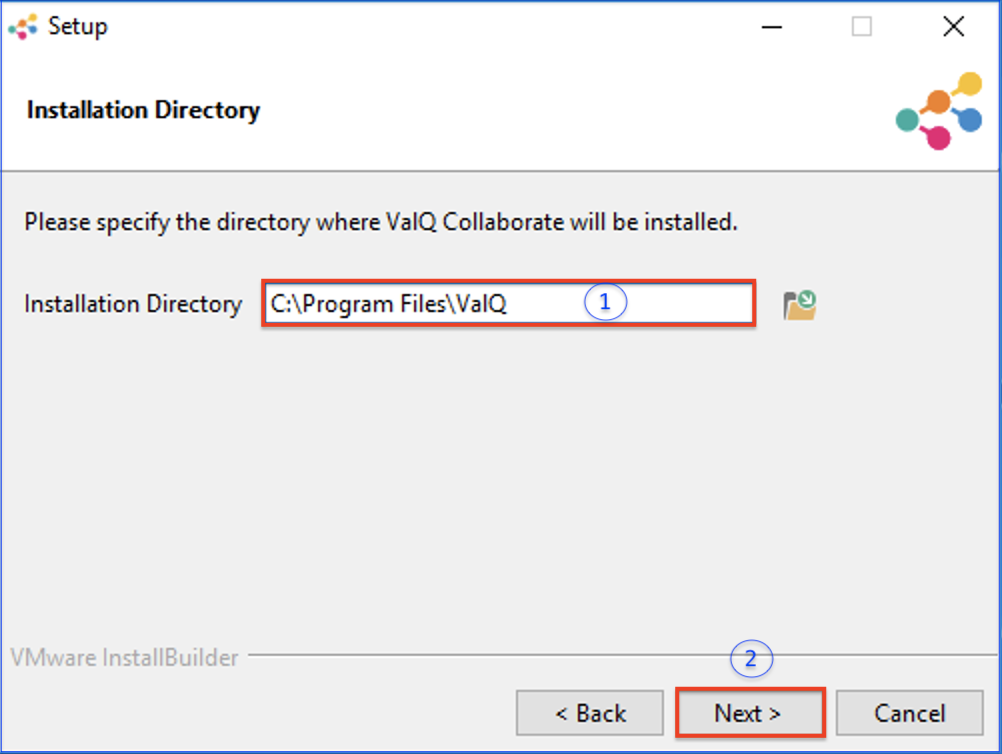 Setup
Installation Directory
Please specify the directory where ValQ Collaborate will be installed.
Installation Directory C:\Program Files\ValQ 1
VMware InstallBuilder
2
< Back Next > Cancel